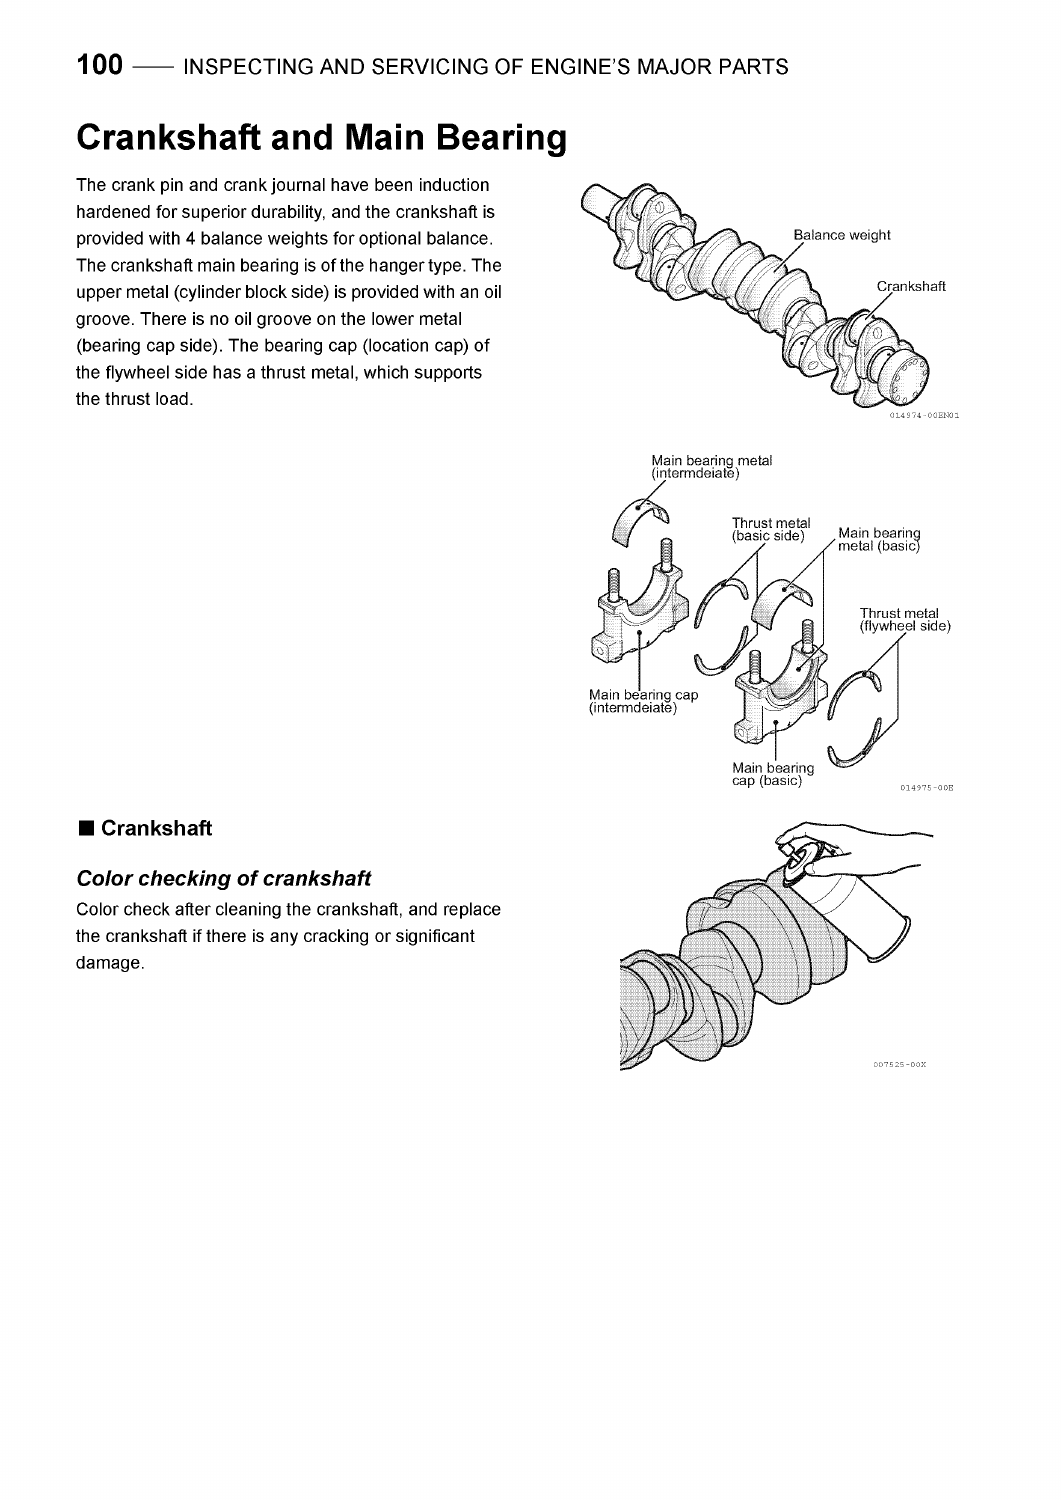 100 — INSPECTING AND SERVICING OF ENGINE'S MAJOR PARTS
Crankshaft and Main Bearing
The crank pin and crank journal have been induction
hardened for superior durability, and the crankshaft is
provided with 4 balance weights for optional balance.
The crankshaft main bearing is of the hanger type. The
upper metal (cylinder block side) is provided with an oil
groove. There is no oil groove on the lower metal
(bearing cap side). The bearing cap (location cap) of
the flywheel side has a thrust metal, which supports
the thrust load.
Balance weight
Crankshaft
014974-00EN01
Main bearing metal
(intermdeiate)
Thrust metal
(basic side)
Main bearing
metal (basic)
Thrust metal
(flywheel side)
Main bearing cap
(intermdeiate)
Main bearing
cap (basic)
014975-00E
■ Crankshaft
Color checking of crankshaft
Color check after cleaning the crankshaft, and replace
the crankshaft if there is any cracking or significant
damage.
007525-00X